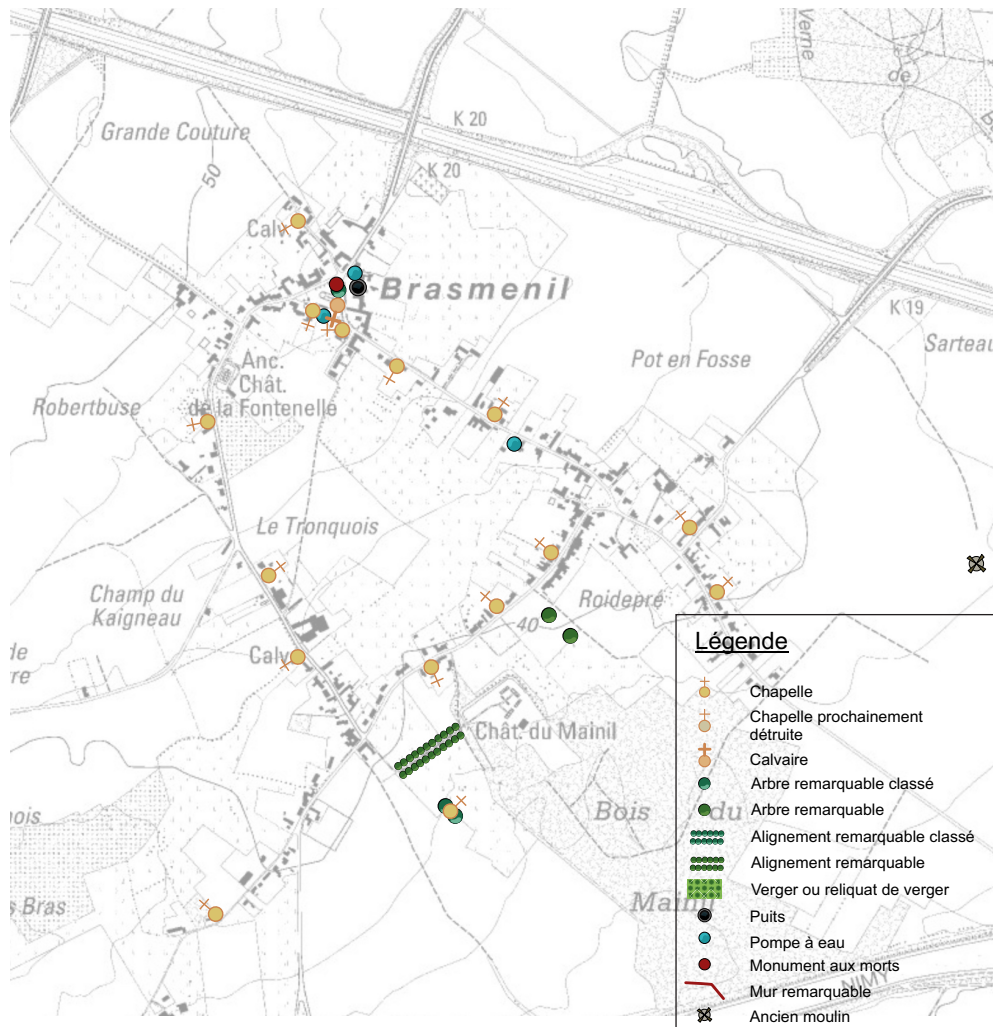 Verne
de
K 20
Grande Couture
K 20
50
Calv
Brasmenil
K 19
Sarteau
Pot en Fosse
Anc.
Chât.
de la Fontenelle
Robertbuse
Le Tronquois
Champ du
Kaigneau
Roidepré
40
Calv
Chât. du Mainil
Bois du
Mainil
s Bras
NIMY
Légende
Chapelle
Chapelle prochainement
détruite
Calvaire
Arbre remarquable classé
Arbre remarquable
Alignement remarquable classé
Alignement remarquable
Verger ou reliquat de verger
Puits
Pompe à eau
Monument aux morts
Mur remarquable
Ancien moulin